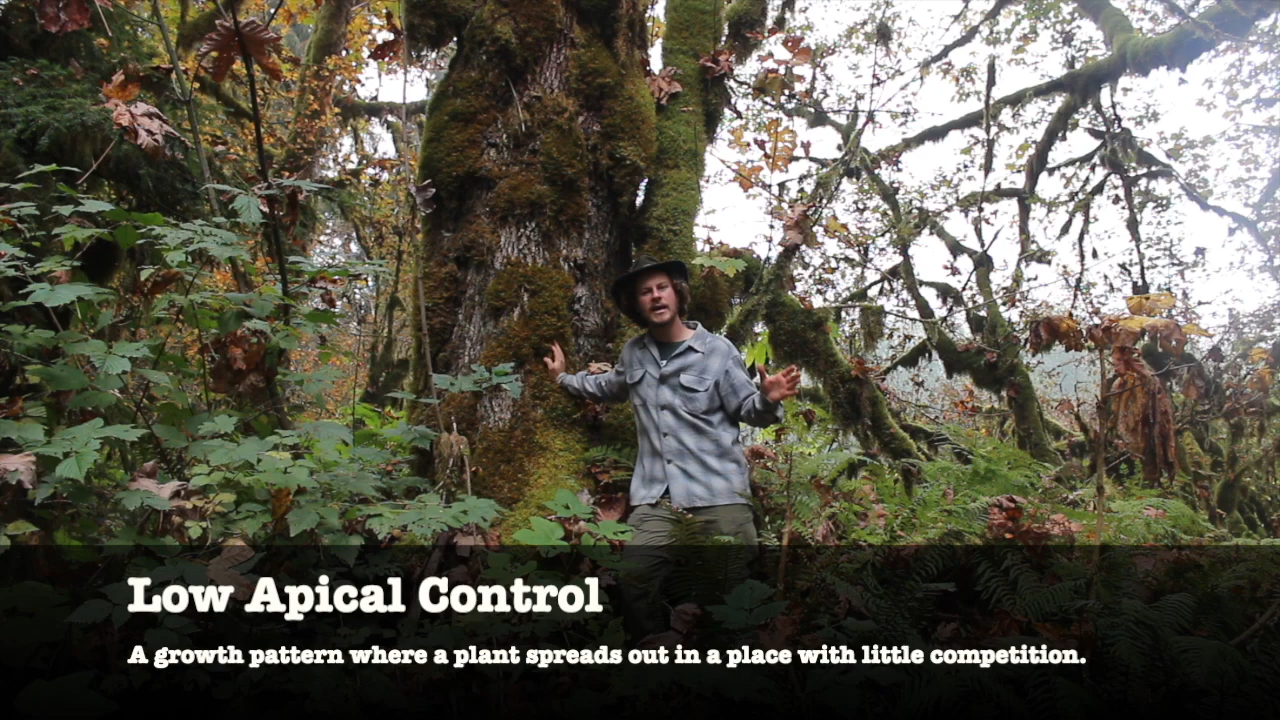 Low Apical Control
A growth pattern where a plant spreads out in a place with little competition.